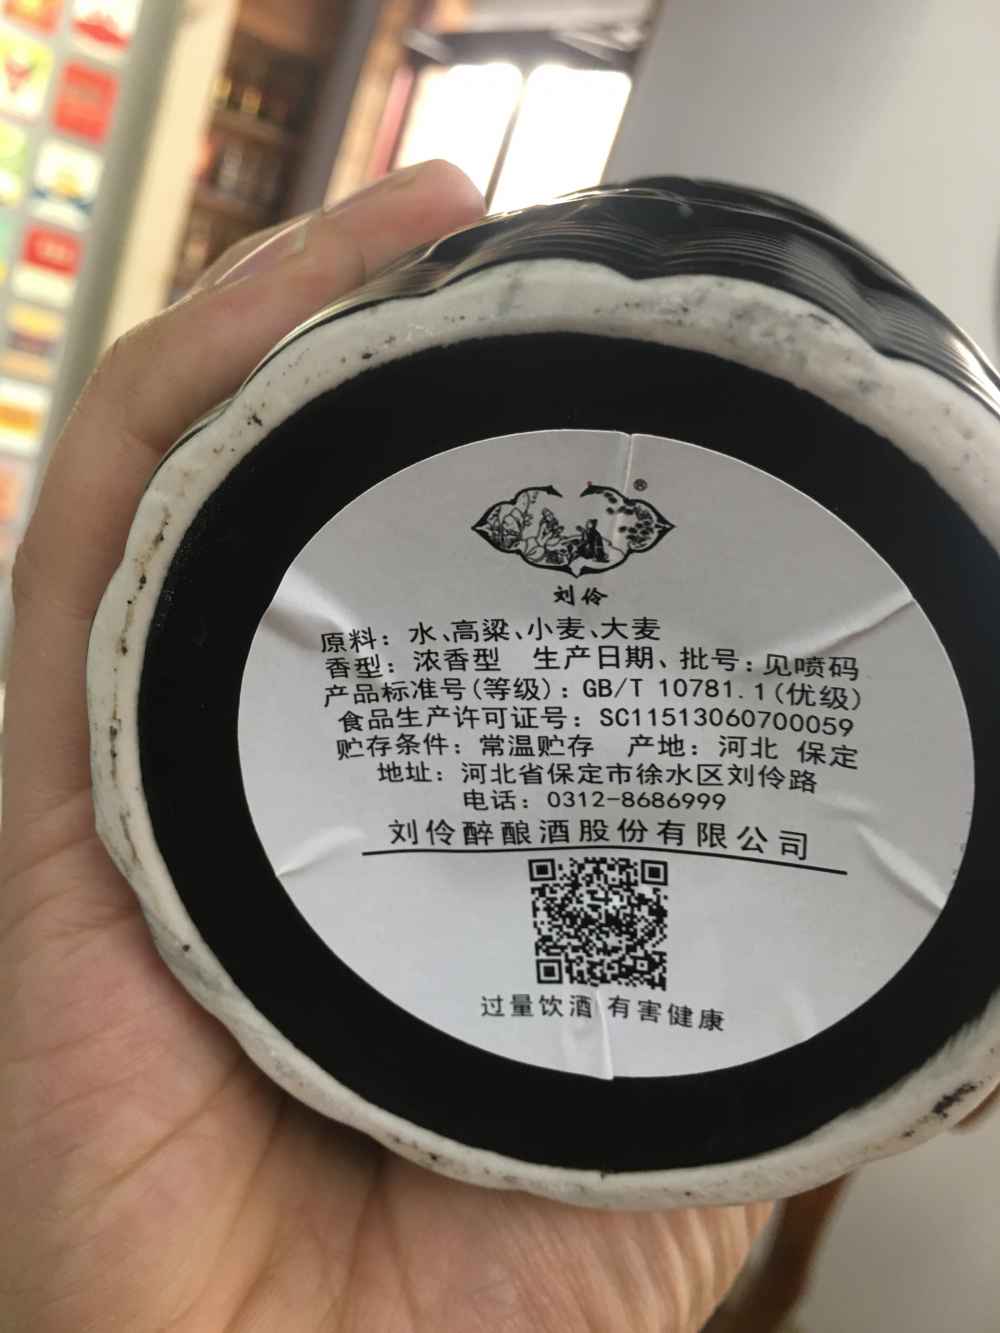 ®
刘伶
原料：水、高粱、小麦、大麦
香型：浓香型 生产日期、批号：见喷码
产品标准号(等级)：GB/T 10781.1(优级)
食品生产许可证号：SC11513060700059
贮存条件：常温贮存 产地：河北 保定
地址：河北省保定市徐水区刘伶路
电话：0312-8686999
刘伶醉酿酒股份有限公司
过量饮酒 有害健康